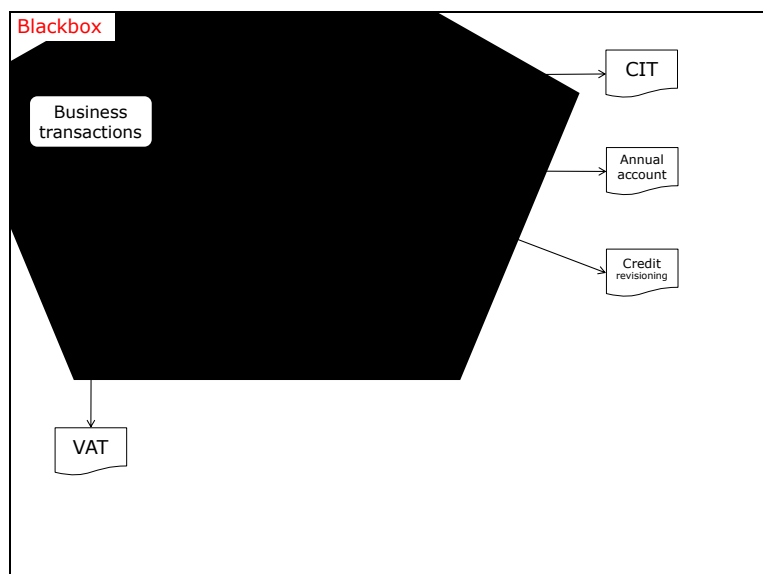 Blackbox
CIT
Business
transactions
Annual
account
Credit
revisioning
VAT